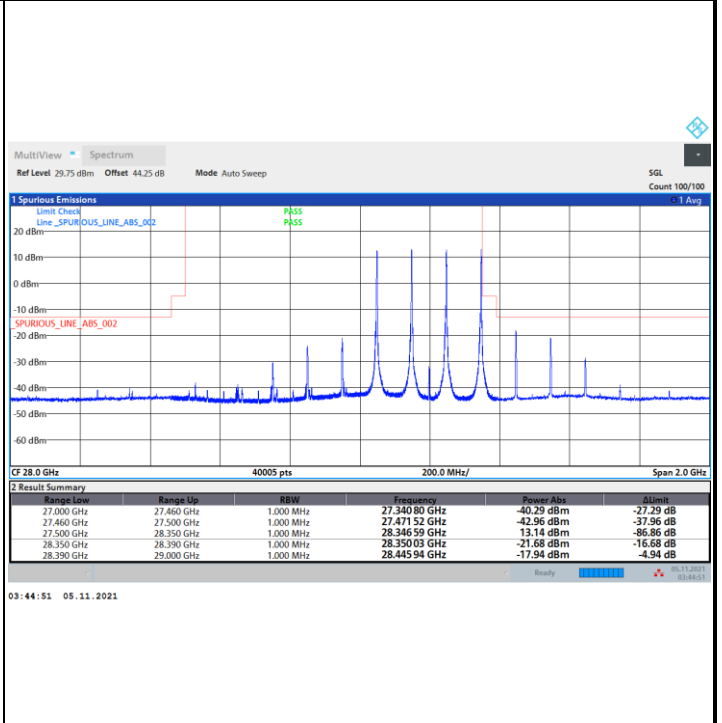 MultiView Spectrum
Ref Level 29.75 dBm Offset 44.25 dB Mode Auto Sweep SGL
Count 100/100
1 Spurious Emissions 1 Avg
Limit Check PASS
Line _SPURIOUS_LINE_ABS_002 PASS
20 dBm
10 dBm
0 dBm
-10 dBm
_SPURIOUS_LINE_ABS_002
-20 dBm
-30 dBm
-40 dBm
-50 dBm
-60 dBm
CF 28.0 GHz 40005 pts 200.0 MHz/ Span 2.0 GHz
2 Result Summary
Range Low Range Up RBW Frequency Power Abs ΔLimit
27.000 GHz 27.460 GHz 1.000 MHz 27.340 80 GHz -40.29 dBm -27.29 dB
27.460 GHz 27.500 GHz 1.000 MHz 27.471 52 GHz -42.96 dBm -37.96 dB
27.500 GHz 28.350 GHz 1.000 MHz 28.346 59 GHz 13.14 dBm -86.86 dB
28.350 GHz 28.390 GHz 1.000 MHz 28.350 03 GHz -21.68 dBm -16.68 dB
28.390 GHz 29.000 GHz 1.000 MHz 28.445 94 GHz -17.94 dBm -4.94 dB
Ready 05.11.2021
03:44:51
03:44:51 05.11.2021